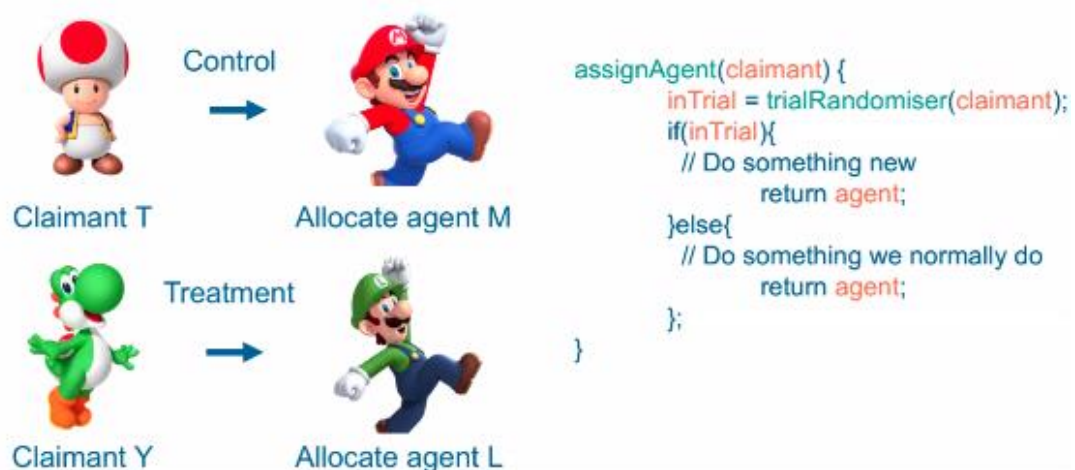 Control
Claimant T
Allocate agent M
Treatment
Claimant Y
Allocate agent L
assignAgent(claimant) {
inTrial = trialRandomiser(claimant);
if(inTrial){
// Do something new
return agent;
}else{
// Do something we normally do
return agent;
};
}
M
L